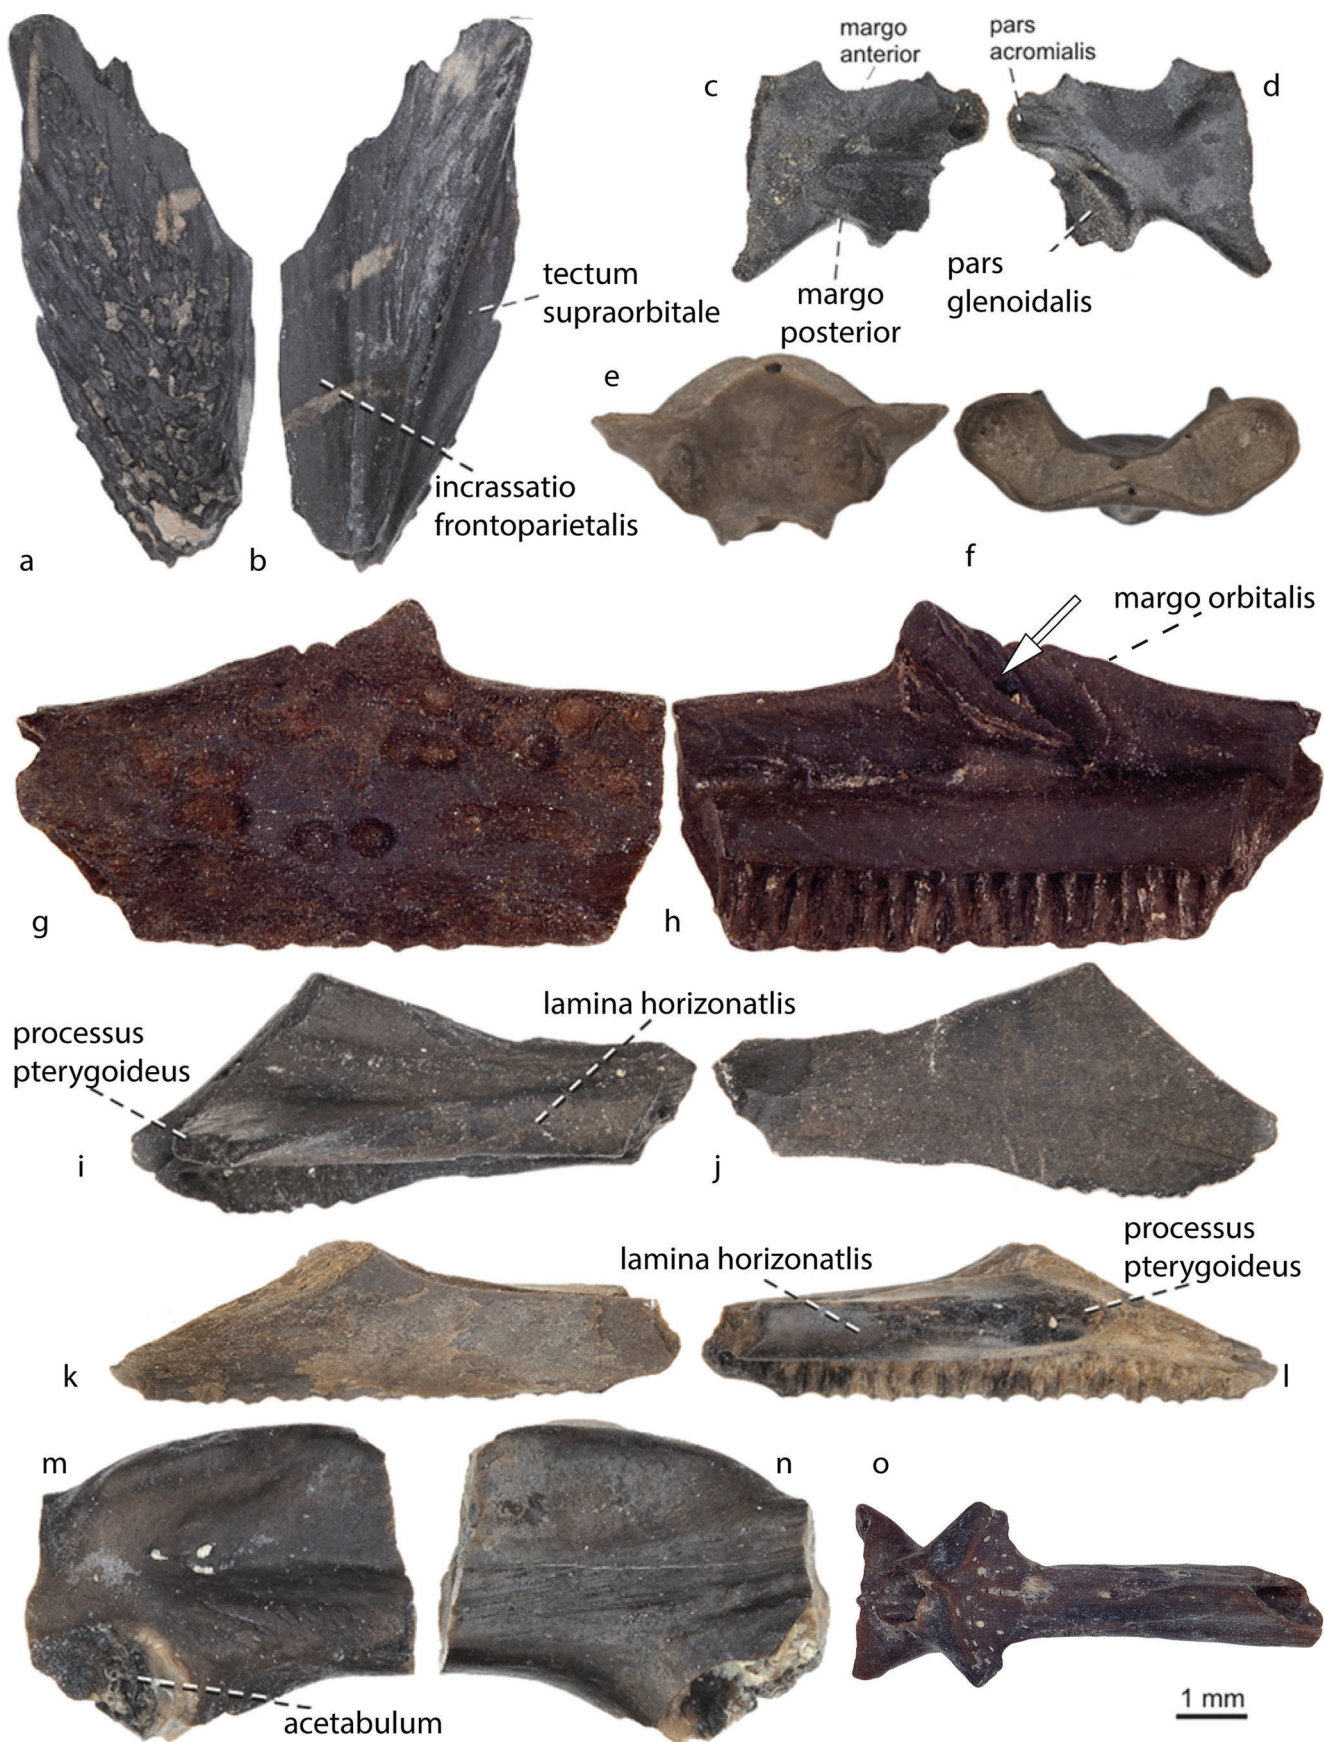 margo
anterior
pars
acromialis
c
d
tectum
supraorbitale
margo
posterior
pars
glenoidalis
e
incrassatio
frontoparietalis
a
b
f
margo orbitalis
g
h
lamina horizonatlis
processus
pterygoideus
i
j
processus
pterygoideus
lamina horizonatlis
k
l
m
n
o
acetabulum
1 mm